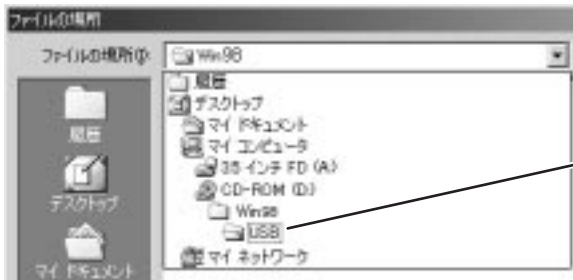 ファイルの場所
ファイルの場所(I):
Win98
履歴
デスクトップ
マイ ドキュメント
マイ コンピュータ
3.5 インチ FD (A:)
CD-ROM (D:)
Win98
USB
マイ ネットワーク
履歴
デスクトップ
マイ ドキュメント